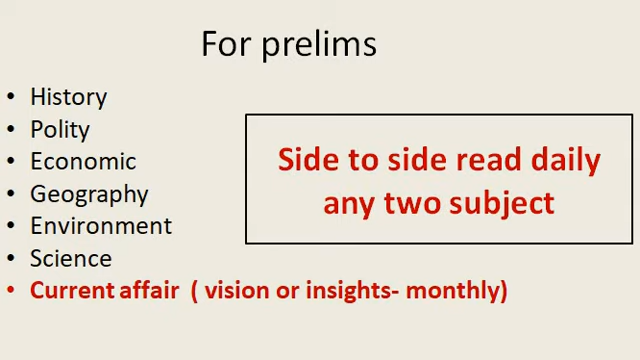 For prelims
• History
• Polity
• Economic
• Geography
• Environment
• Science
• Current affair ( vision or insights- monthly)
Side to side read daily
any two subject